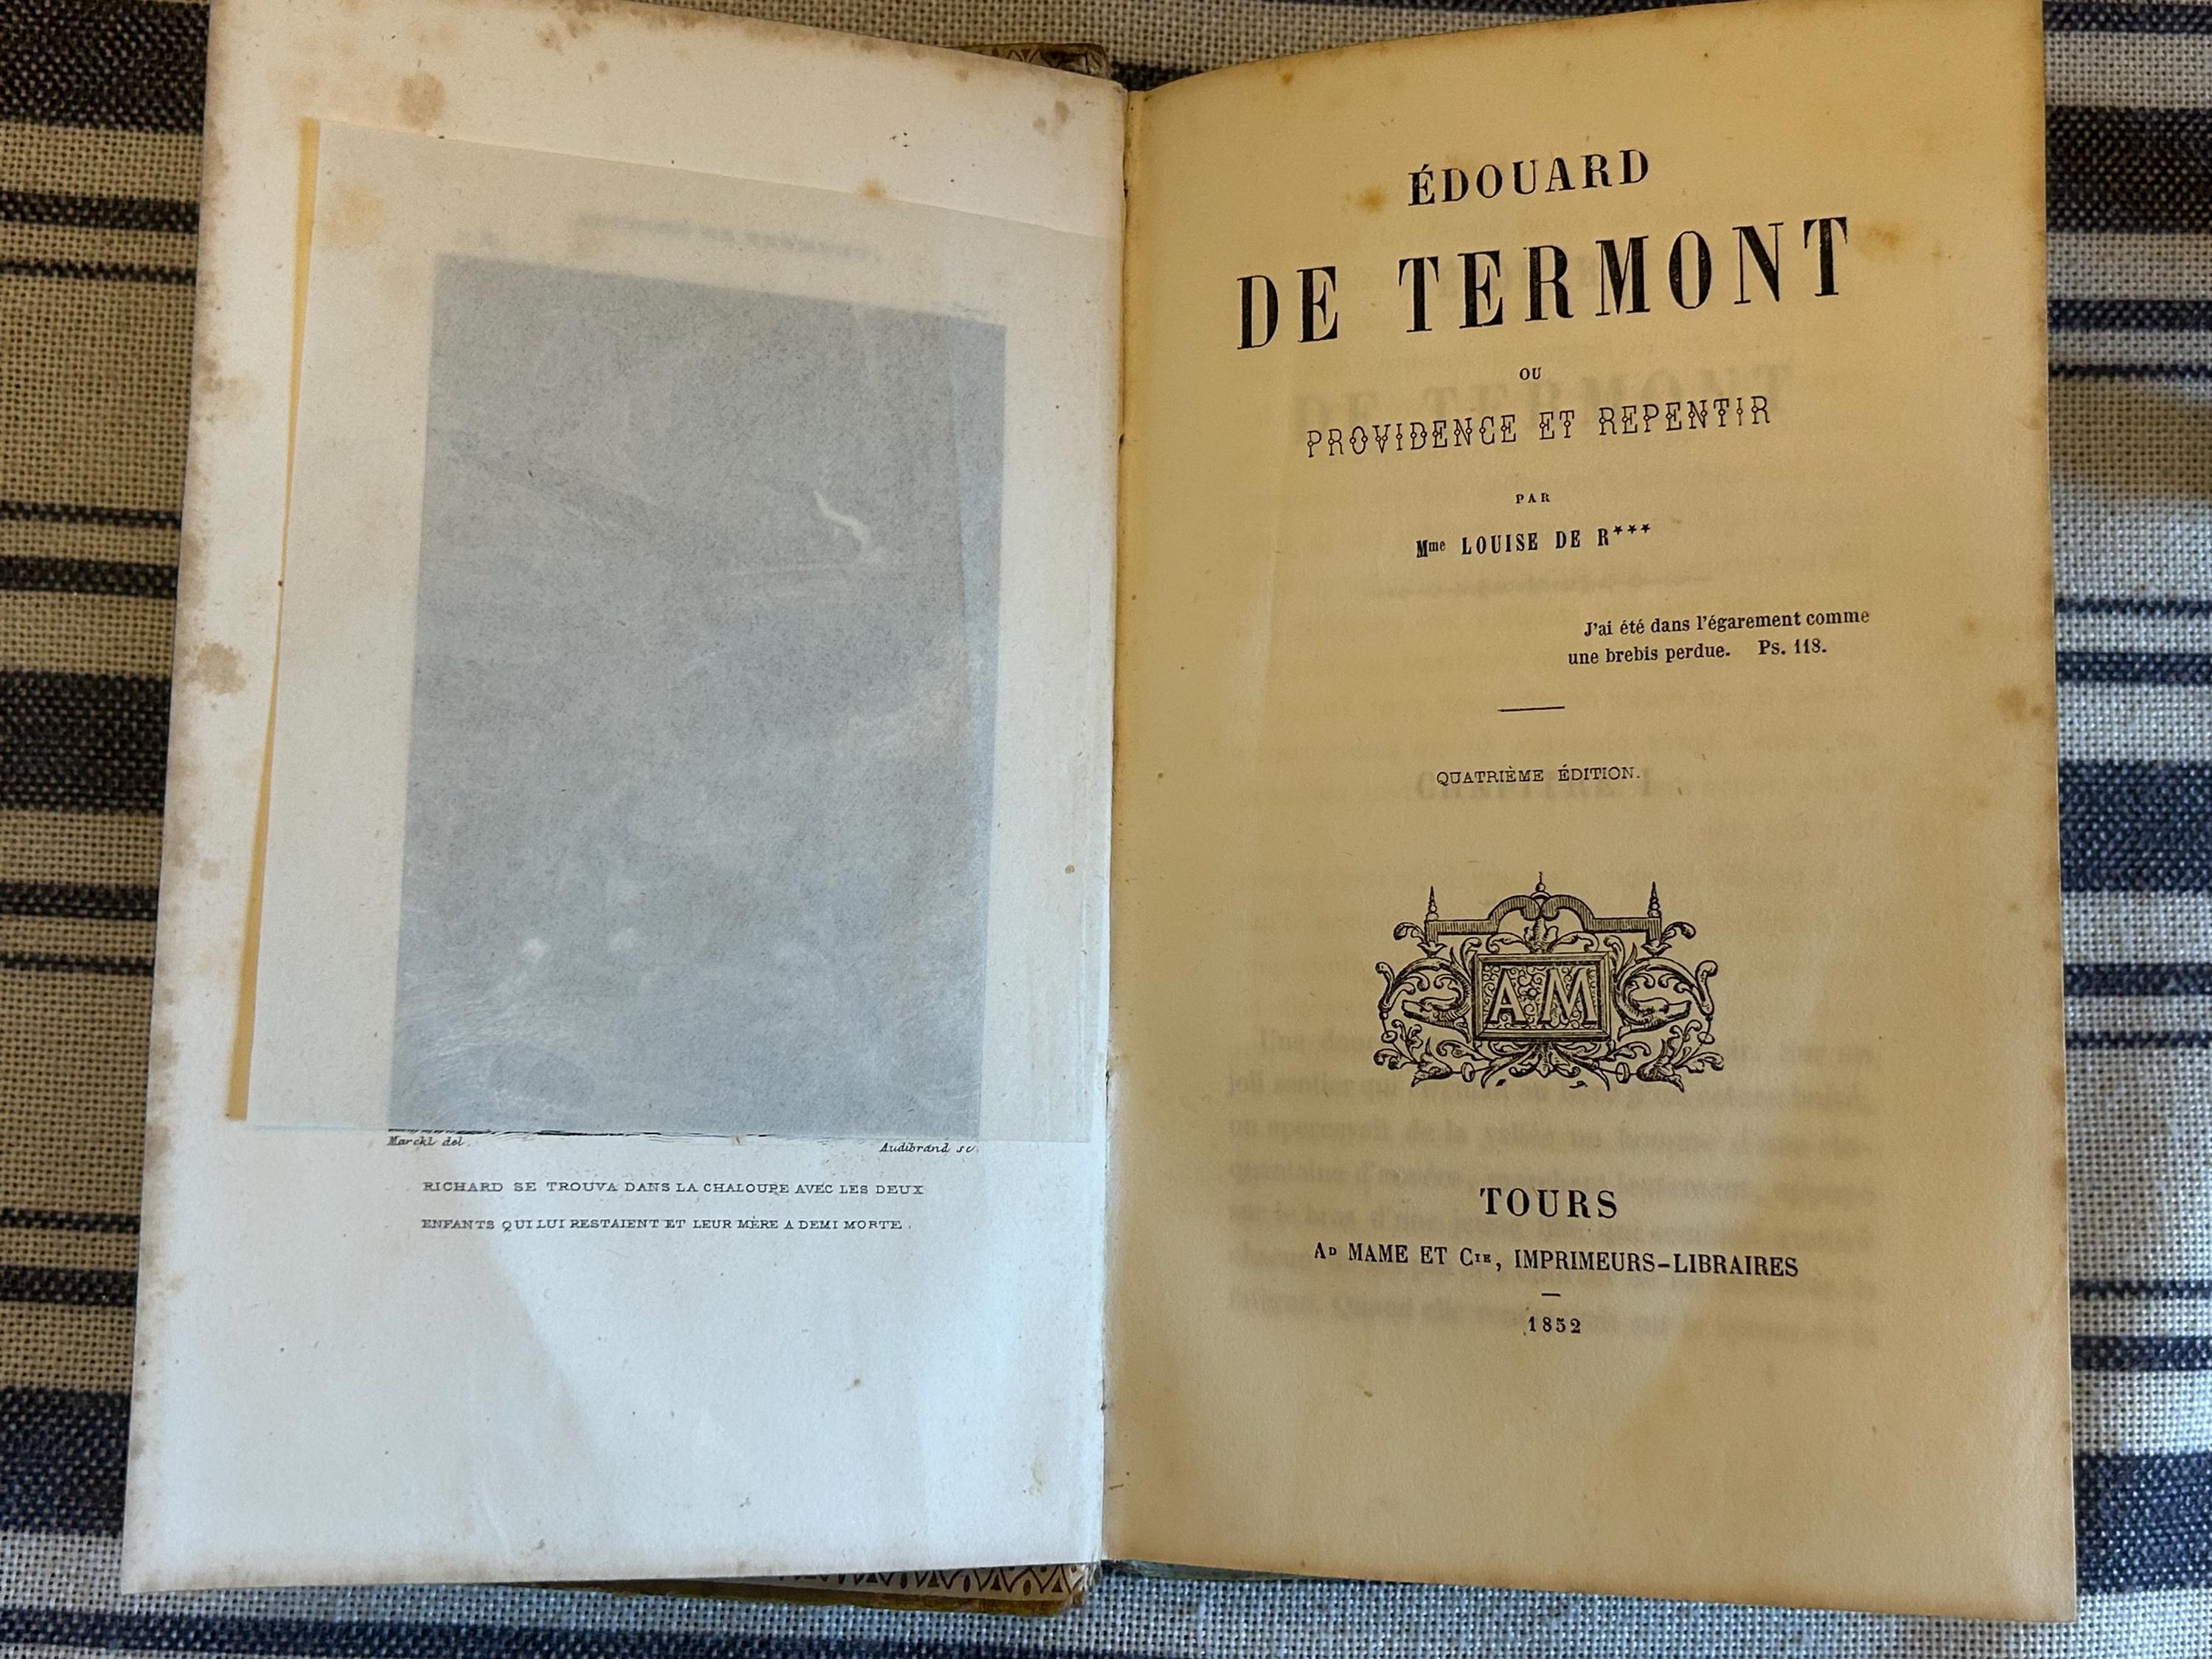 Marckl del.
Audibrand sc.
RICHARD SE TROUVA DANS LA CHALOUPE AVEC LES DEUX
ENFANTS QUI LUI RESTAIENT ET LEUR MÈRE A DEMI MORTE.
ÉDOUARD
DE TERMONT
OU
PROVIDENCE ET REPENTIR
PAR
Mme LOUISE DE R***
J'ai été dans l'égarement comme
une brebis perdue. Ps. 118.
QUATRIÈME ÉDITION.
AM
TOURS
AD MAME ET CIE, IMPRIMEURS-LIBRAIRES
1852